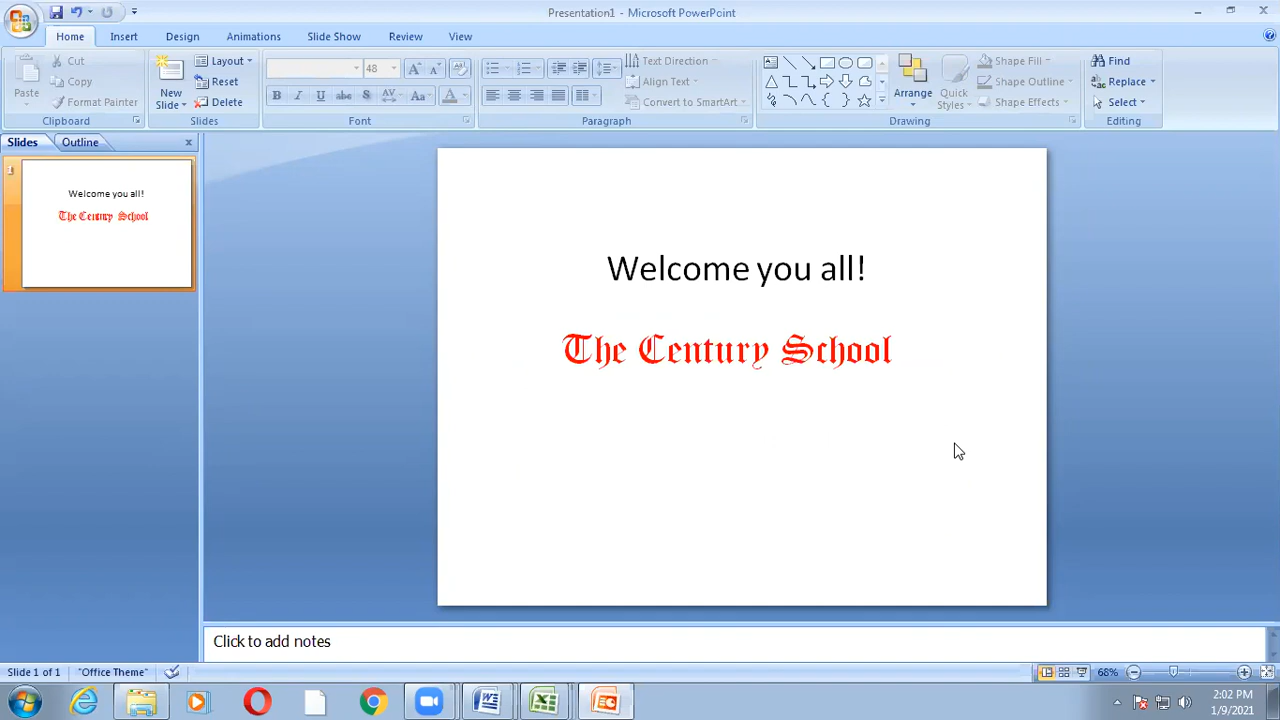 Presentation1 - Microsoft PowerPoint
Home Insert Design Animations Slide Show Review View
Cut Layout 48 Text Direction Shape Fill Find
Paste Copy New Slide Reset Align Text Arrange Quick Styles Shape Outline Replace
Format Painter Delete B I U abc S AV Aa A Convert to SmartArt Shape Effects Select
Clipboard Slides Font Paragraph Drawing Editing
Slides Outline
1
Welcome you all!
The Century School
Welcome you all!
The Century School
Click to add notes
Slide 1 of 1 "Office Theme" 68%
2:02 PM
1/9/2021